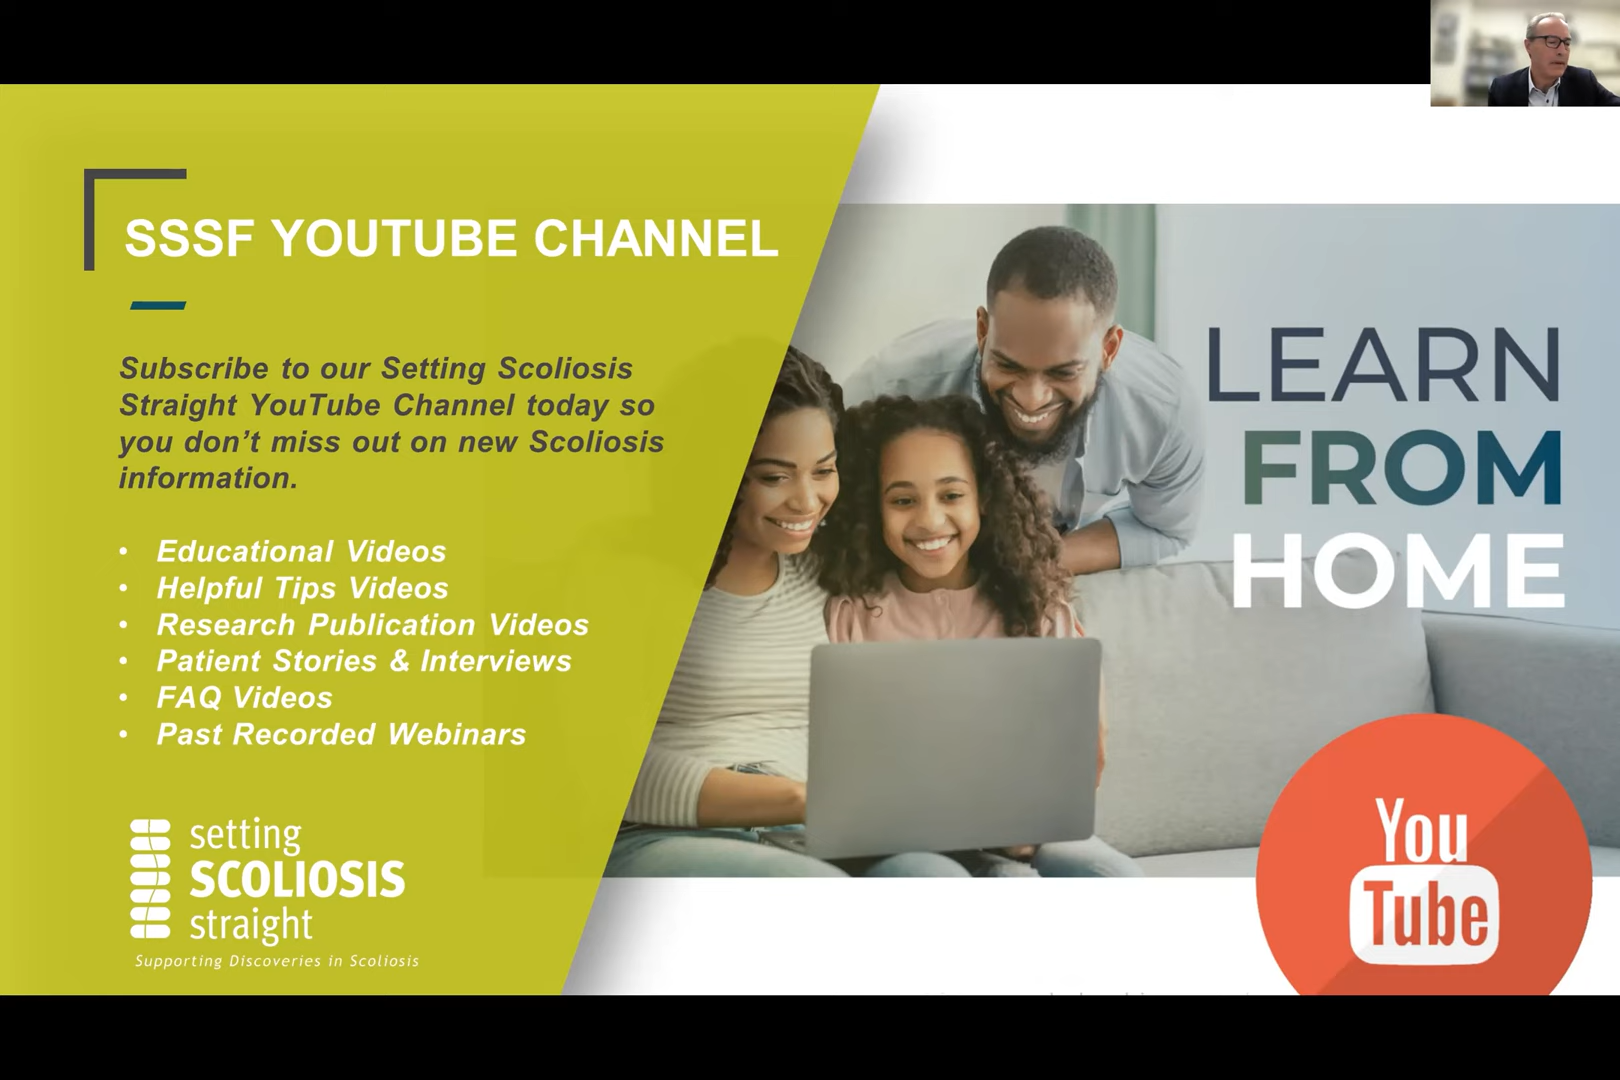 SSSF YOUTUBE CHANNEL
Subscribe to our Setting Scoliosis
Straight YouTube Channel today so
you don’t miss out on new Scoliosis
information.
• Educational Videos
• Helpful Tips Videos
• Research Publication Videos
• Patient Stories & Interviews
• FAQ Videos
• Past Recorded Webinars
setting
SCOLIOSIS
straight
Supporting Discoveries in Scoliosis
LEARN
FROM
HOME
You
Tube